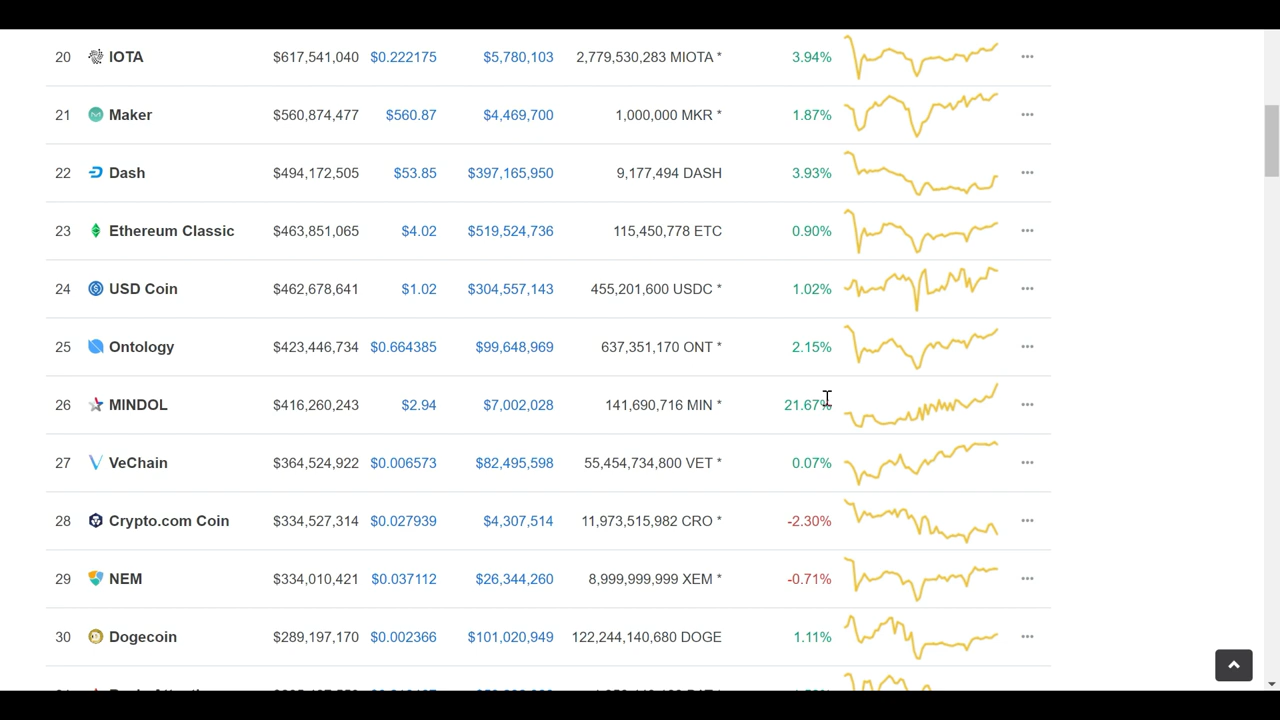 20 IOTA $617,541,040 $0.222175 $5,780,103 2,779,530,283 MIOTA * 3.94%
21 Maker $560,874,477 $560.87 $4,469,700 1,000,000 MKR * 1.87%
22 Dash $494,172,505 $53.85 $397,165,950 9,177,494 DASH 3.93%
23 Ethereum Classic $463,851,065 $4.02 $519,524,736 115,450,778 ETC 0.90%
24 USD Coin $462,678,641 $1.02 $304,557,143 455,201,600 USDC * 1.02%
25 Ontology $423,446,734 $0.664385 $99,648,969 637,351,170 ONT * 2.15%
26 MINDOL $416,260,243 $2.94 $7,002,028 141,690,716 MIN * 21.67%
27 VeChain $364,524,922 $0.006573 $82,495,598 55,454,734,800 VET * 0.07%
28 Crypto.com Coin $334,527,314 $0.027939 $4,307,514 11,973,515,982 CRO * -2.30%
29 NEM $334,010,421 $0.037112 $26,344,260 8,999,999,999 XEM * -0.71%
30 Dogecoin $289,197,170 $0.002366 $101,020,949 122,244,140,680 DOGE 1.11%